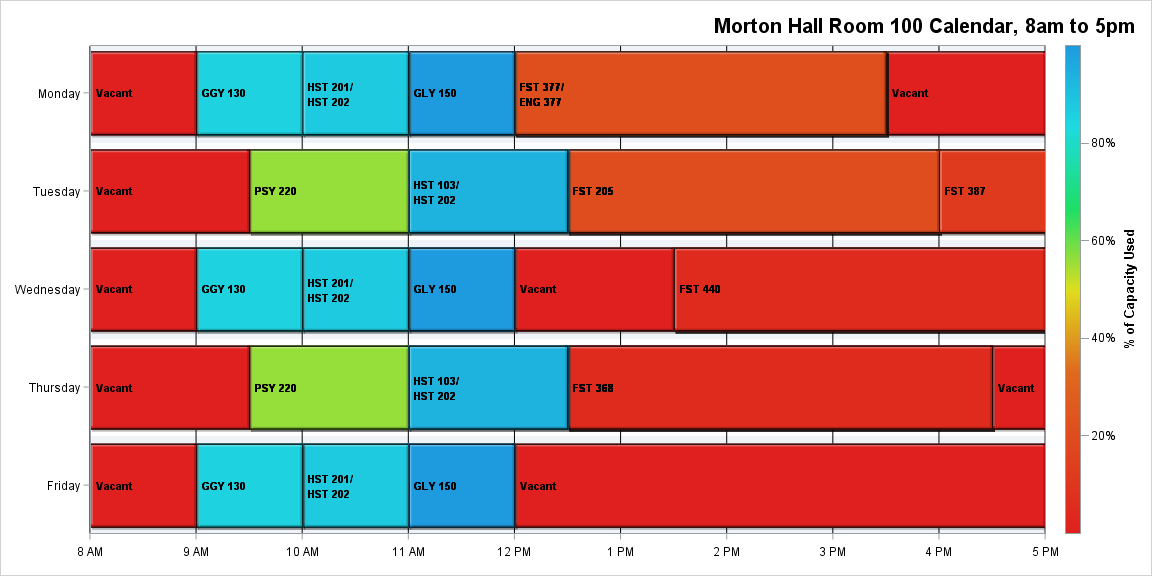 Morton Hall Room 100 Calendar, 8am to 5pm
Monday
Vacant
GGY 130
HST 201/
HST 202
GLY 150
FST 377/
ENG 377
Vacant
Tuesday
Vacant
PSY 220
HST 103/
HST 202
FST 205
FST 387
Wednesday
Vacant
GGY 130
HST 201/
HST 202
GLY 150
Vacant
FST 440
Thursday
Vacant
PSY 220
HST 103/
HST 202
FST 368
Vacant
Friday
Vacant
GGY 130
HST 201/
HST 202
GLY 150
Vacant
8 AM
9 AM
10 AM
11 AM
12 PM
1 PM
2 PM
3 PM
4 PM
5 PM
80%
60%
40%
20%
% of Capacity Used